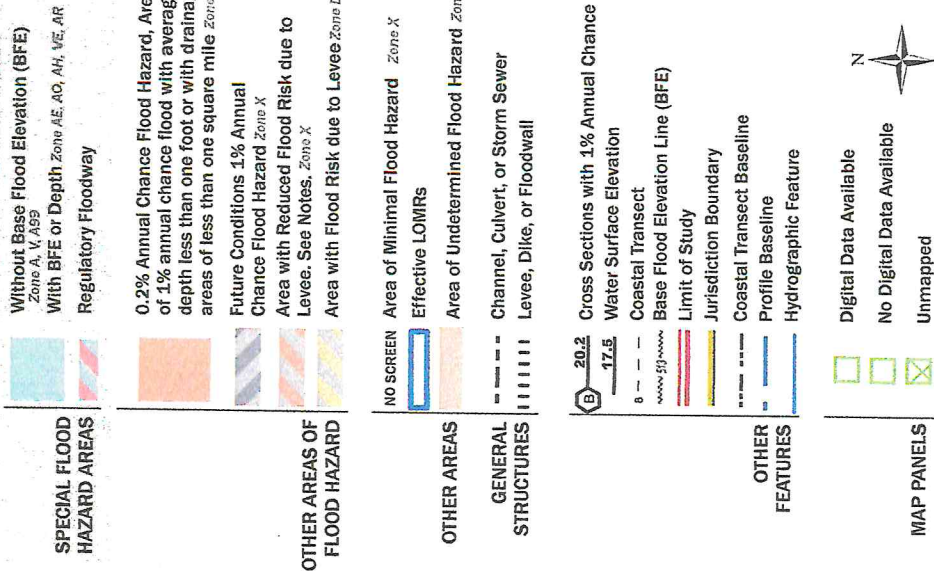 SPECIAL FLOOD
HAZARD AREAS
Without Base Flood Elevation (BFE)
Zone A, V, A99
With BFE or Depth Zone AE, AO, AH, VE, AR
Regulatory Floodway
OTHER AREAS OF
FLOOD HAZARD
0.2% Annual Chance Flood Hazard, Are
of 1% annual chance flood with averag
depth less than one foot or with draina
areas of less than one square mile Zone
Future Conditions 1% Annual
Chance Flood Hazard Zone X
Area with Reduced Flood Risk due to
Levee. See Notes. Zone X
Area with Flood Risk due to Levee Zone D
OTHER AREAS
NO SCREEN Area of Minimal Flood Hazard Zone X
Effective LOMRs
Area of Undetermined Flood Hazard Zon
GENERAL
STRUCTURES
Channel, Culvert, or Storm Sewer
Levee, Dike, or Floodwall
OTHER
FEATURES
B 20.2 Cross Sections with 1% Annual Chance
17.5 Water Surface Elevation
8 Coastal Transect
513 Base Flood Elevation Line (BFE)
Limit of Study
Jurisdiction Boundary
Coastal Transect Baseline
Profile Baseline
Hydrographic Feature
MAP PANELS
Digital Data Available
No Digital Data Available
Unmapped
N